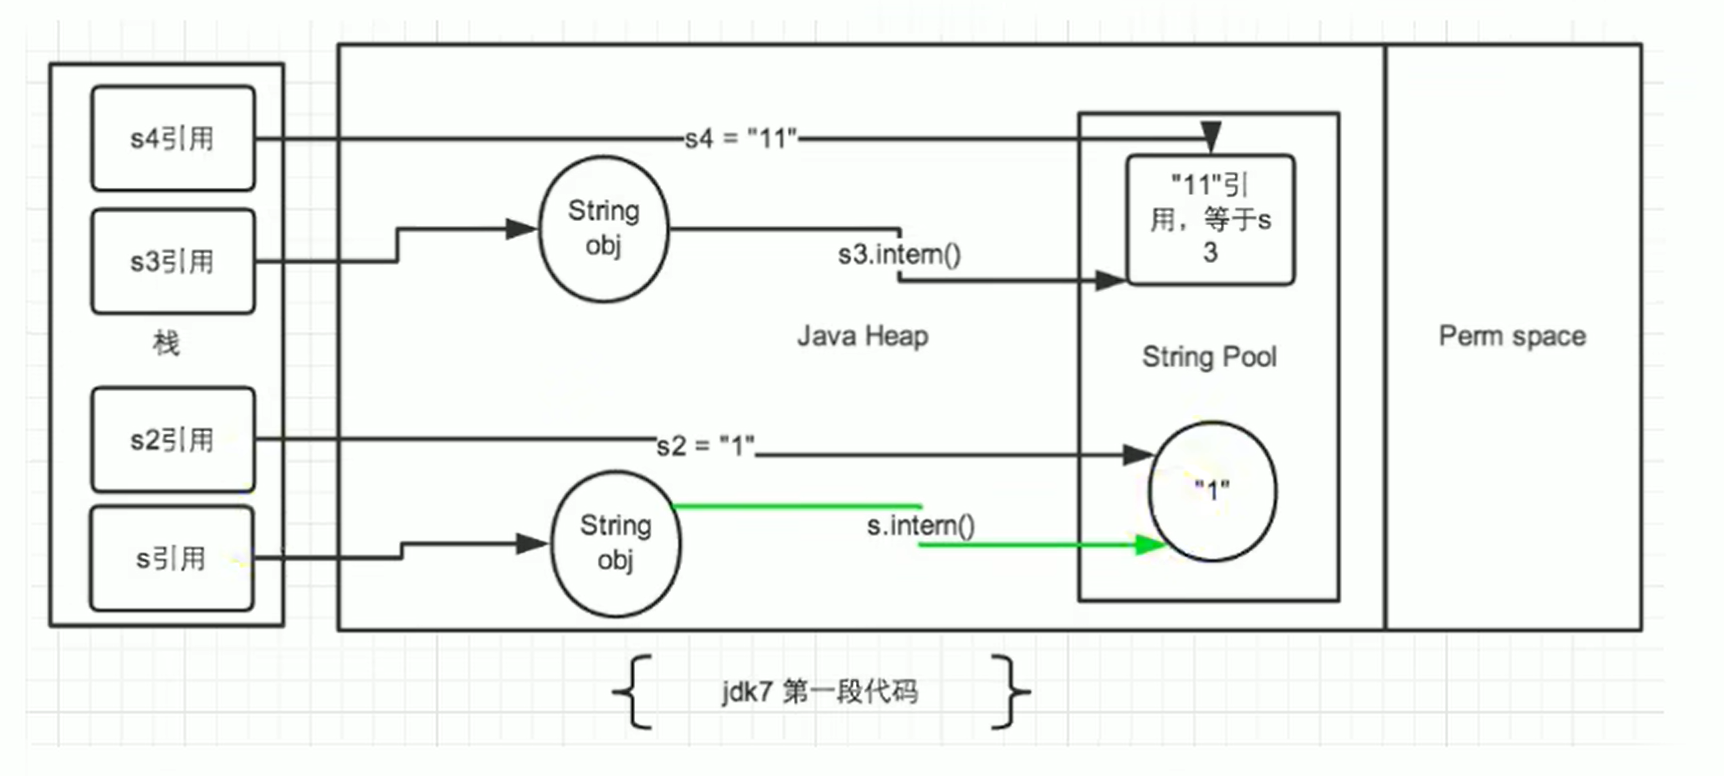 s4引用
s4 = "11"
"11"引
用，等于s
3
String
obj
s3引用
s3.intern()
栈
Java Heap
String Pool
Perm space
s2引用
s2 = "1"
"1"
String
obj
s.intern()
s引用
jdk7 第一段代码